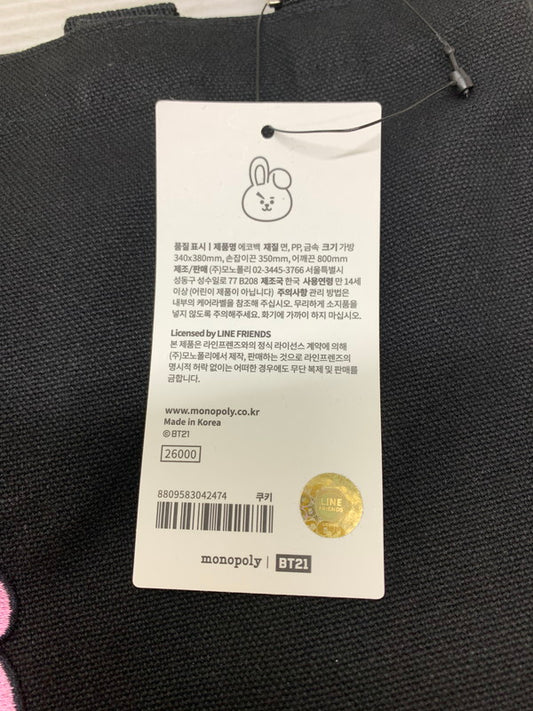 품질 표시 | 제품명 에코백 재질 면, PP, 금속 크기 가방
340x380mm, 손잡이끈 350mm, 어깨끈 800mm
제조/판매 (주)모노폴리 02-3445-3766 서울특별시
성동구 성수일로 77 B208 제조국 한국 사용연령 만 14세
이상 (어린이 제품이 아닙니다) 주의사항 관리 방법은
내부의 케어라벨을 참조해 주십시오. 무리하게 소지품을
넣지 않도록 주의해주세요. 화기에 가까이 하지 마십시오.
Licensed by LINE FRIENDS
본 제품은 라인프렌즈와의 정식 라이선스 계약에 의해
(주)모노폴리에서 제작, 판매하는 것으로 라인프렌즈의
명시적 허락 없이는 어떠한 경우에도 무단 복제 및 판매를
금합니다.
www.monopoly.co.kr
Made in Korea
© BT21
26000
8809583042474 쿠키
LINE
FRIENDS
monopoly | BT21